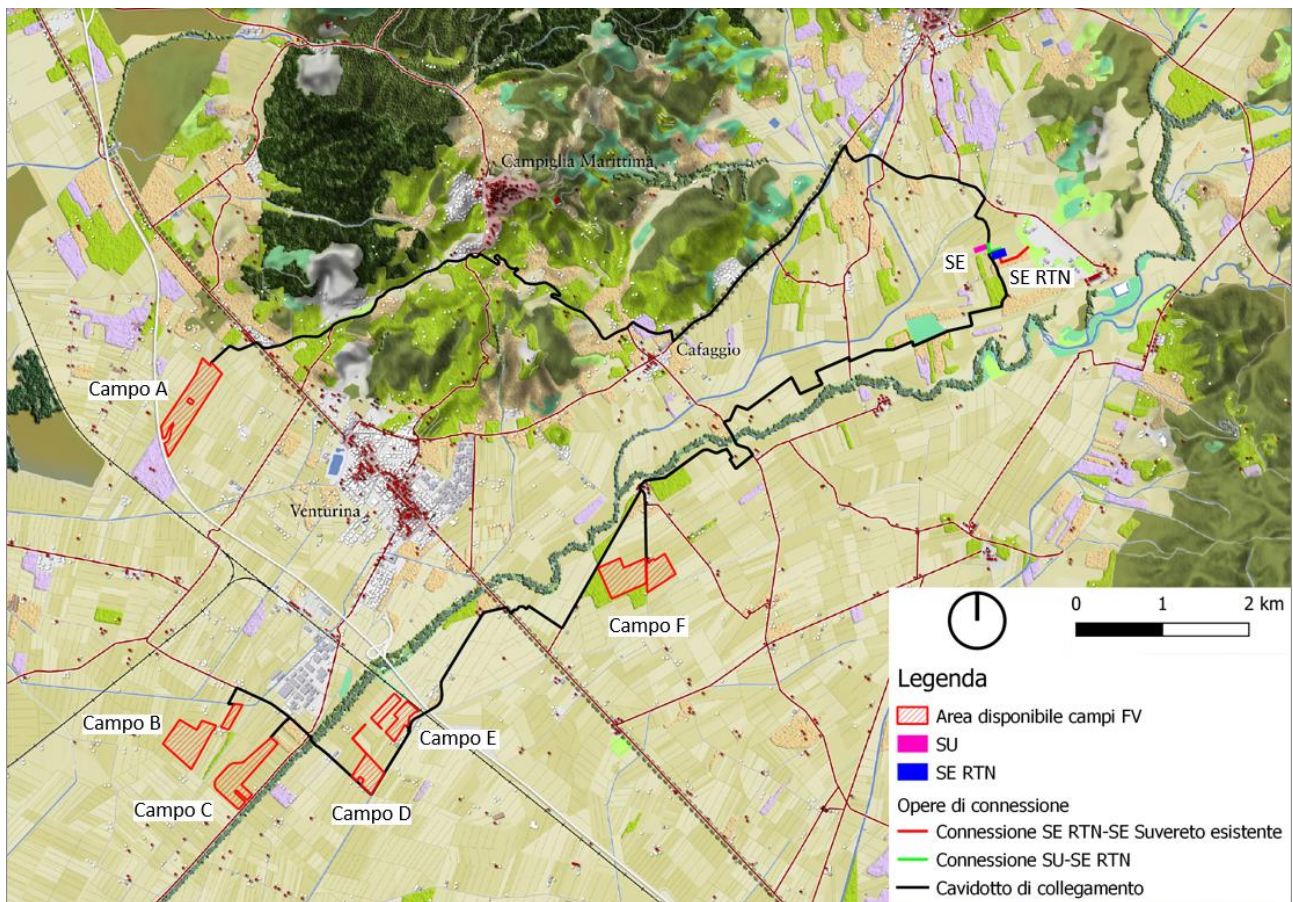 Campiglia Marittima
SE
SE RTN
Cafaggio
Campo A
Venturina
Campo F
Campo B
Campo E
Campo C
Campo D
0 1 2 km
Legenda
Area disponibile campi FV
SU
SE RTN
Opere di connessione
Connessione SE RTN-SE Suvereto esistente
Connessione SU-SE RTN
Cavidotto di collegamento